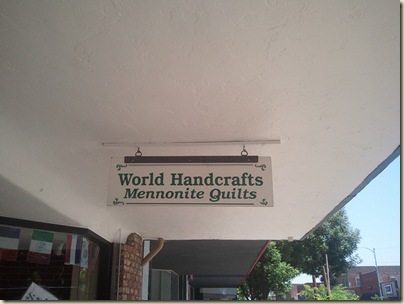 World Handcrafts
Mennonite Quilts